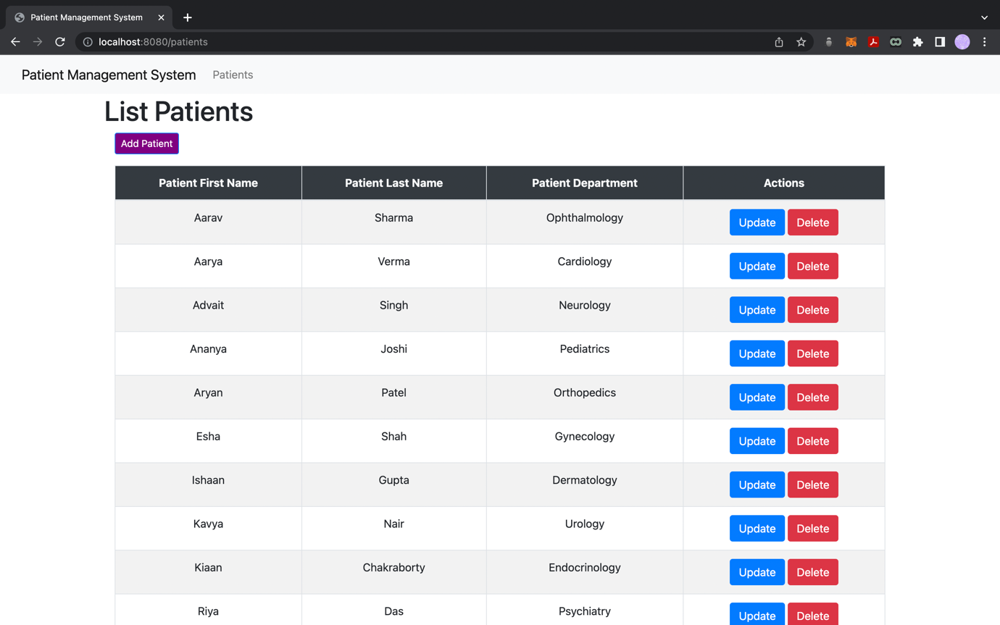 Patient Management System
localhost:8080/patients
Patient Management System Patients
List Patients
Add Patient
Patient First Name Patient Last Name Patient Department Actions
Aarav Sharma Ophthalmology Update Delete
Aarya Verma Cardiology Update Delete
Advait Singh Neurology Update Delete
Ananya Joshi Pediatrics Update Delete
Aryan Patel Orthopedics Update Delete
Esha Shah Gynecology Update Delete
Ishaan Gupta Dermatology Update Delete
Kavya Nair Urology Update Delete
Kiaan Chakraborty Endocrinology Update Delete
Riya Das Psychiatry Update Delete